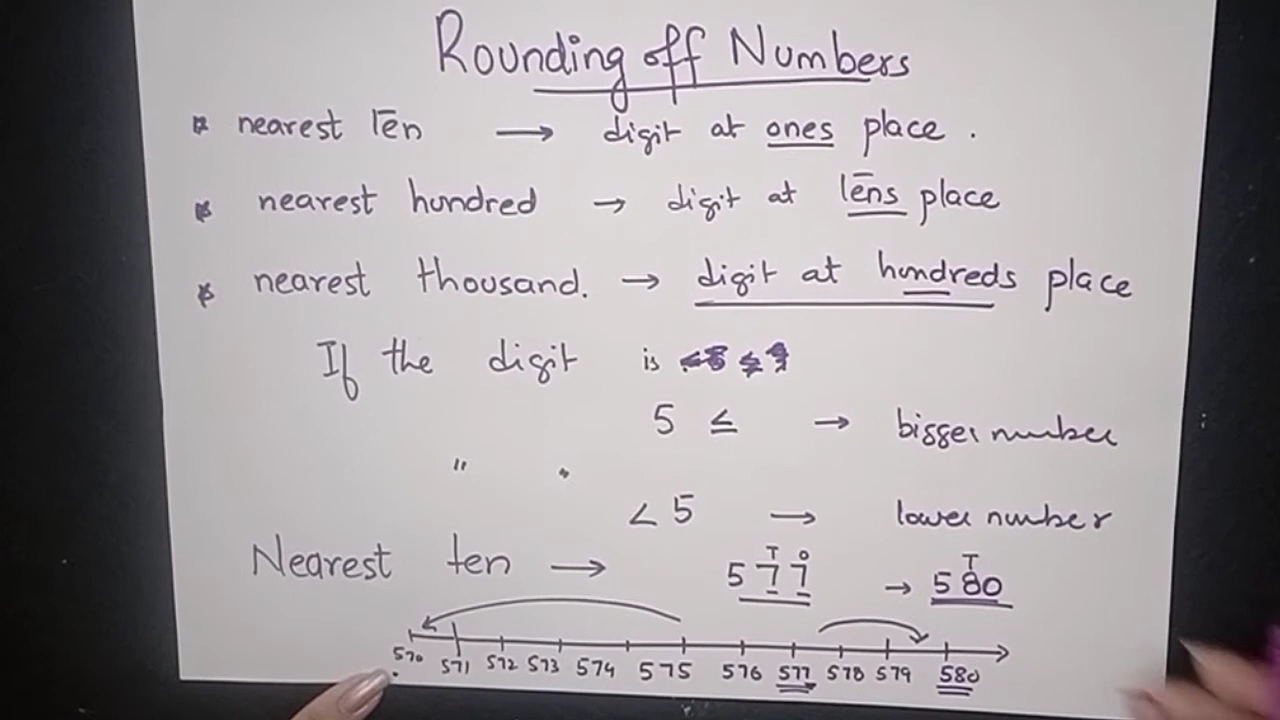 Rounding off Numbers
* nearest Ten → digit at ones place .
* nearest hundred → digit at Tens place
* nearest thousand. → digit at hundreds place
If the digit is
5 ≤ → bigger number
" "
< 5 → lower number
T O T
Nearest ten → 577 → 580
570 571 572 573 574 575 576 577 578 579 580